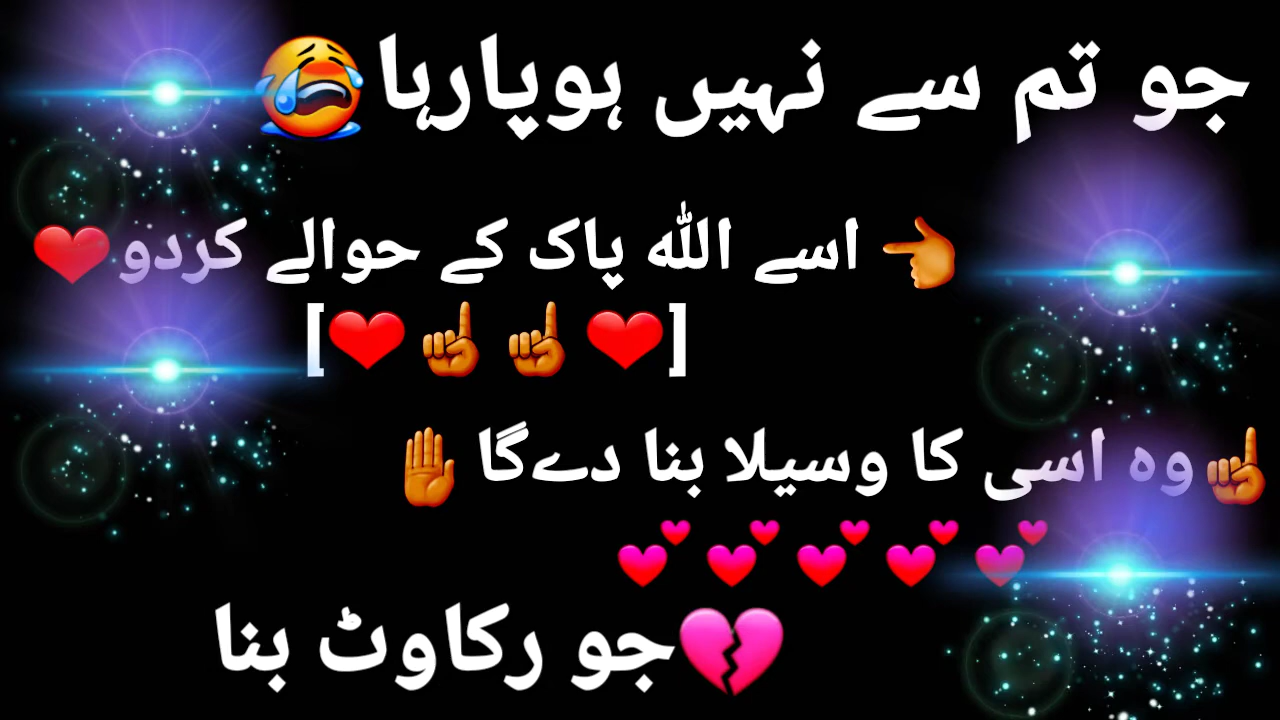 جو تم سے نہیں ہوپارہا😭
👈 اسے اللہ پاک کے حوالے کردو❤
[❤☝☝❤]
☝وہ اسی کا وسیلا بنا دےگا✋
💕💕💕💕💕
💔جو رکاوٹ بنا